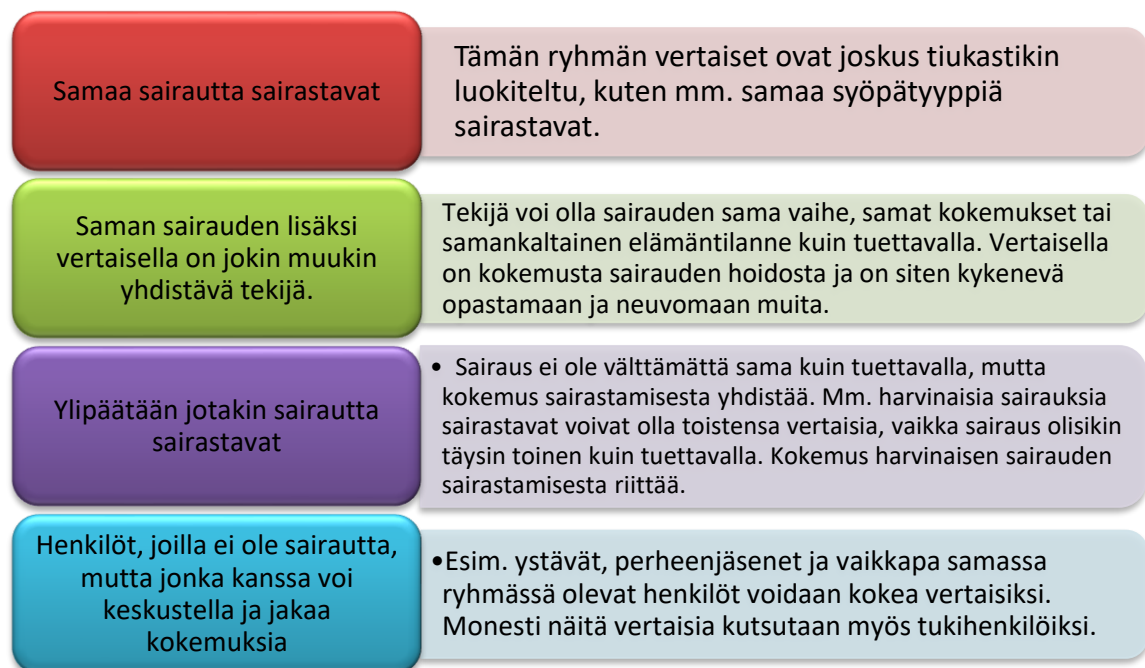 Samaa sairautta sairastavat
Tämän ryhmän vertaiset ovat joskus tiukastikin
luokiteltu, kuten mm. samaa syöpätyyppiä
sairastavat.
Saman sairauden lisäksi
vertaisella on jokin muukin
yhdistävä tekijä.
Tekijä voi olla sairauden sama vaihe, samat kokemukset tai
samankaltainen elämäntilanne kuin tuettavalla. Vertaisella
on kokemusta sairauden hoidosta ja on siten kykenevä
opastamaan ja neuvomaan muita.
Ylipäätään jotakin sairautta
sairastavat
• Sairaus ei ole välttämättä sama kuin tuettavalla, mutta
kokemus sairastamisesta yhdistää. Mm. harvinaisia sairauksia
sairastavat voivat olla toistensa vertaisia, vaikka sairaus olisikin
täysin toinen kuin tuettavalla. Kokemus harvinaisen sairauden
sairastamisesta riittää.
Henkilöt, joilla ei ole sairautta,
mutta jonka kanssa voi
keskustella ja jakaa
kokemuksia
•Esim. ystävät, perheenjäsenet ja vaikkapa samassa
ryhmässä olevat henkilöt voidaan kokea vertaisiksi.
Monesti näitä vertaisia kutsutaan myös tukihenkilöiksi.